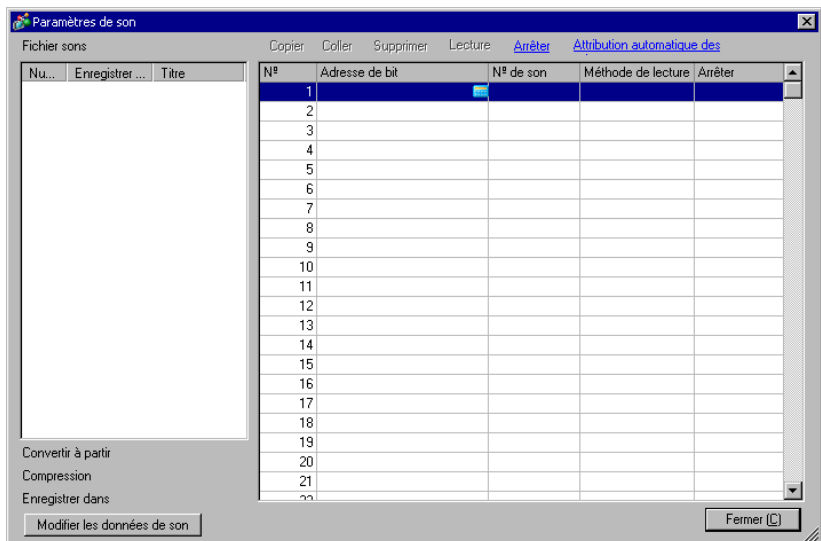 Paramètres de son
Fichier sons
Copier Coller Supprimer Lecture Arrêter Attribution automatique des
Nu... Enregistrer ... Titre
Nº Adresse de bit Nº de son Méthode de lecture Arrêter
1
2
3
4
5
6
7
8
9
10
11
12
13
14
15
16
17
18
19
20
21
Convertir à partir
Compression
Enregistrer dans
Modifier les données de son
Fermer (C)